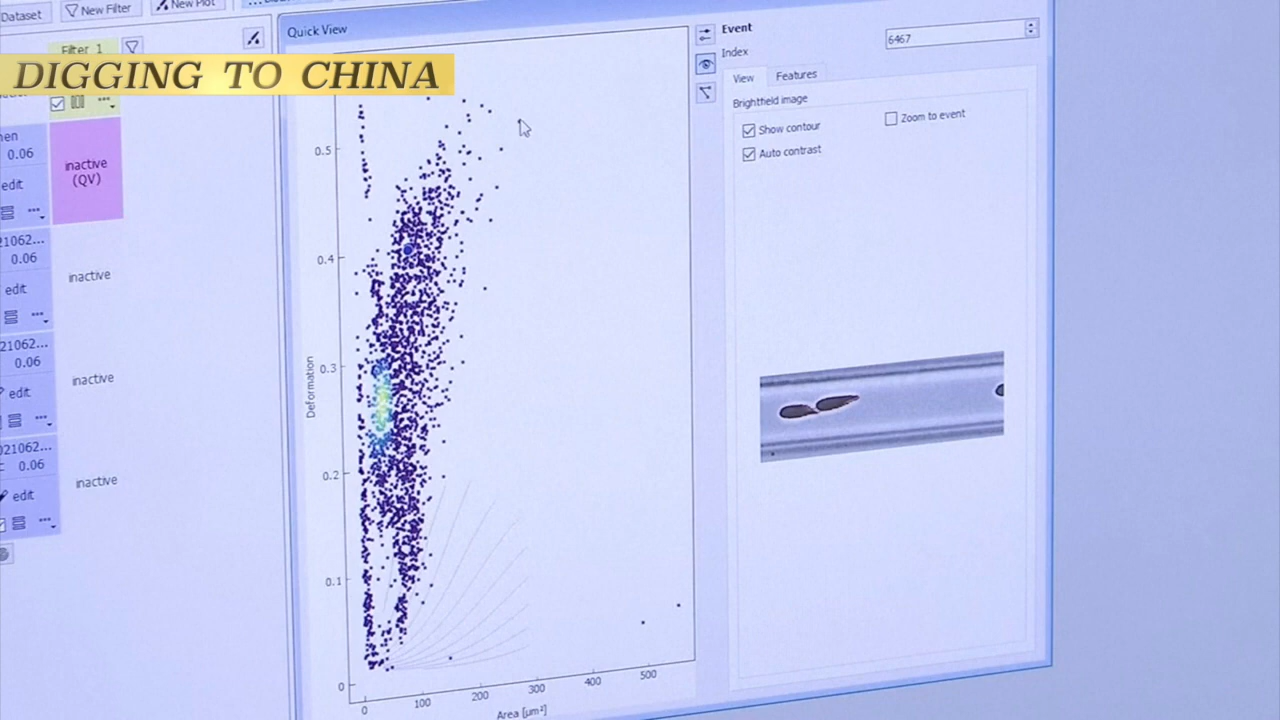 Dataset
New Filter
New Plot
Quick View
Filter 1
DIGGING TO CHINA
0.06
inactive
(QV)
edit
21062...
0.06
inactive
edit
21062...
0.06
inactive
edit
021062...
0.06
inactive
edit
Deformation
0.5
0.4
0.3
0.2
0.1
0
0
100
200
300
400
500
Area [μm²]
Event
Index
6467
View
Features
Brightfield image
Show contour
Zoom to event
Auto contrast